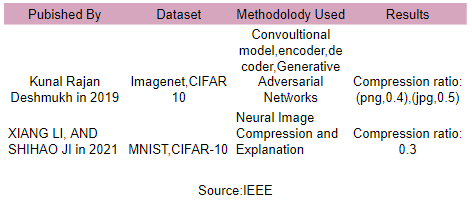 Pubished By Dataset Methodolody Used Results
Convoultional
model,encoder,de
coder,Generative
Kunal Rajan Imagenet,CIFAR Adversarial Compression ratio:
Deshmukh in 2019 10 Networks (png,0.4),(jpg,0.5)
Neural Image
XIANG LI, AND Compression and Compression ratio:
SHIHAO JI in 2021 MNIST,CIFAR-10 Explanation 0.3
Source:IEEE